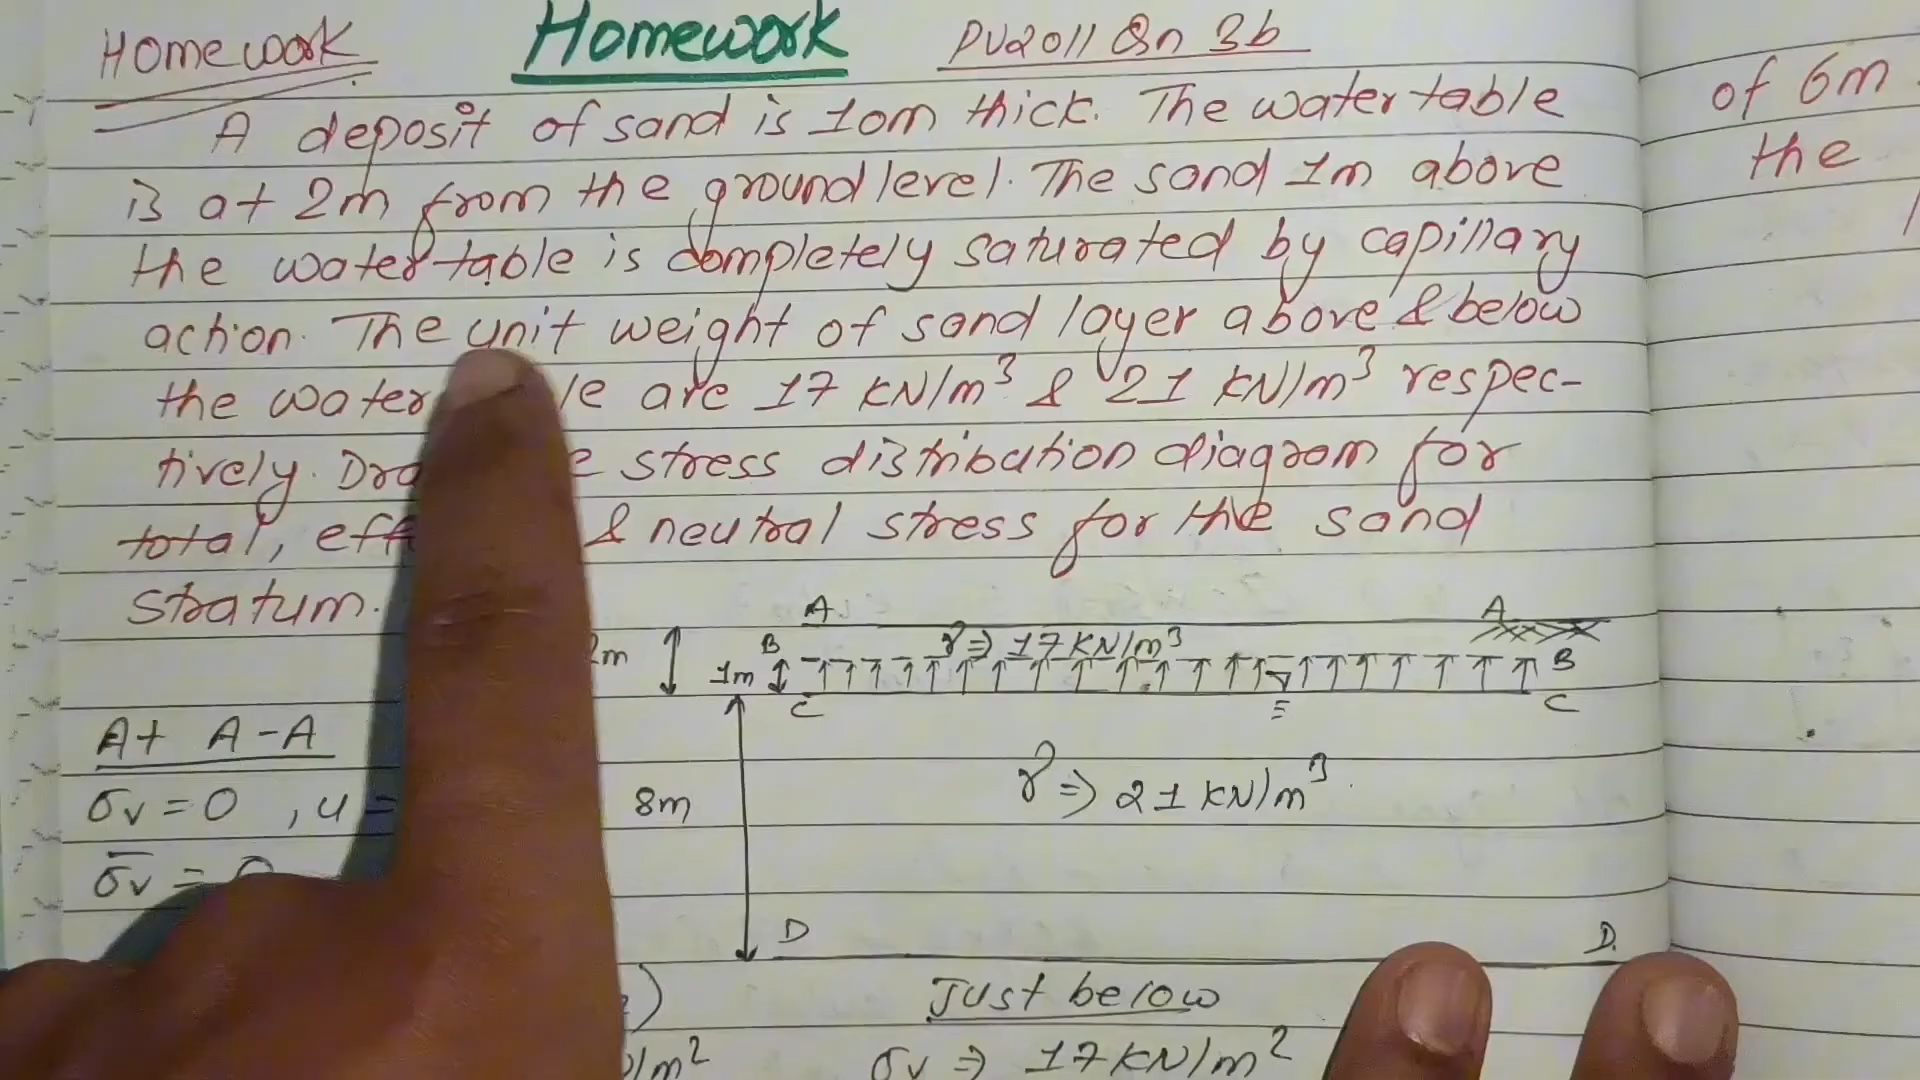 Homework Homework PU2011 Qn 3b
A deposit of sand is 10m thick. The water table
is at 2m from the ground level. The sand 1m above
the water table is completely saturated by capillary
action. The unit weight of sand layer above & below
the water are 17 KN/m³ & 21 KN/m³ respec-
tively. stress distribution diagram for
total, & neutral stress for the sand
stratum.
of 6m
the
A A
2m 1m B γ⇒ 17 KN/m³ B
C C
At A-A
σv = 0 , u =
8m γ⇒ 21 KN/m³
σ̅v = 0
D D
Just below
/m² σv ⇒ 17 KN/m²